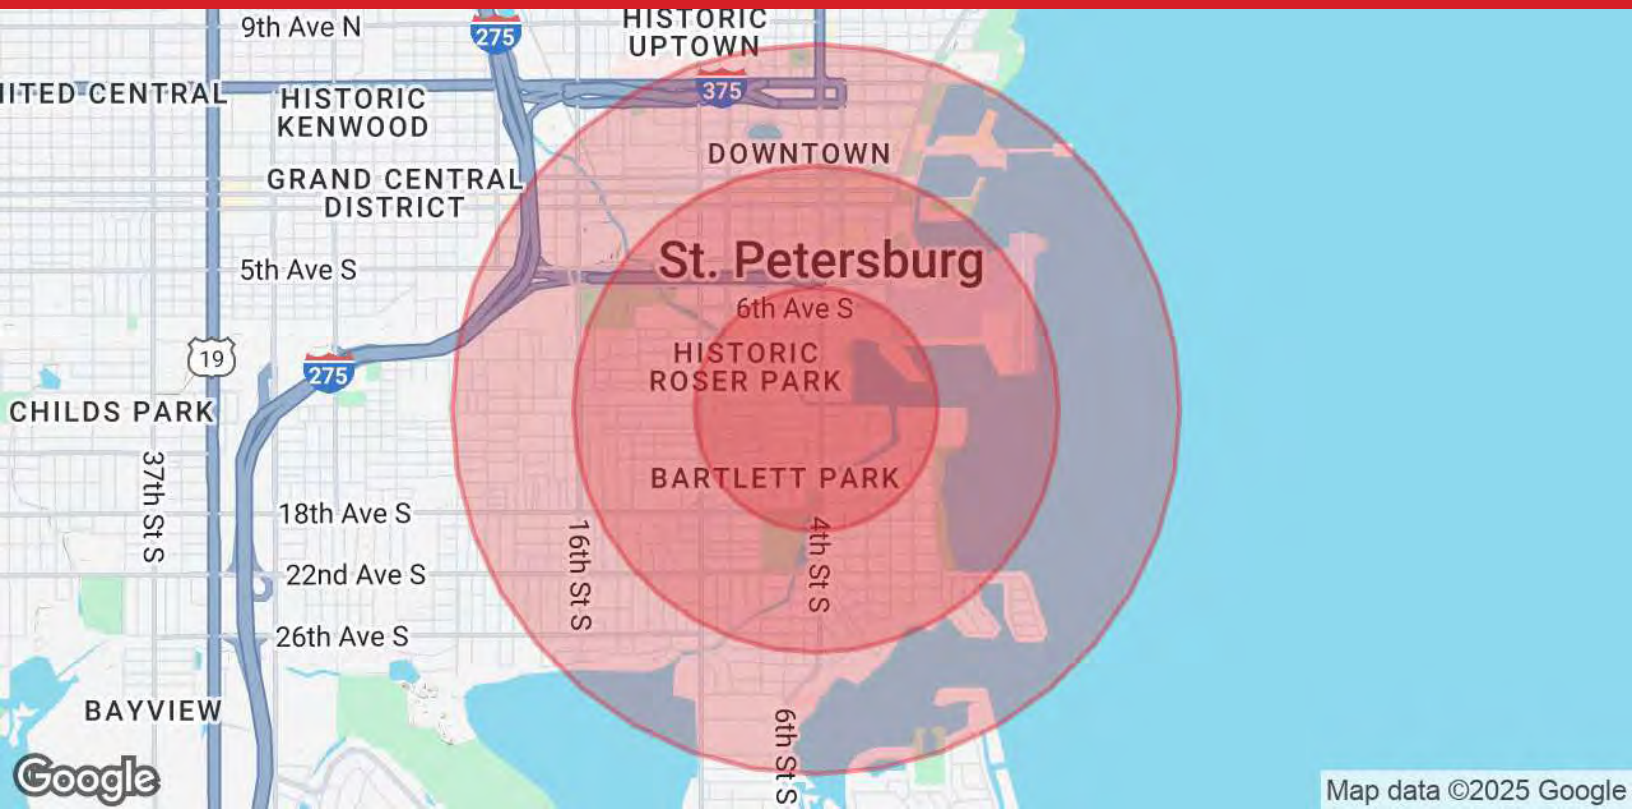 9th Ave N
275
HISTORIC
UPTOWN
375
HISTORIC
KENWOOD
DOWNTOWN
GRAND CENTRAL
DISTRICT
St. Petersburg
5th Ave S
6th Ave S
19
275
HISTORIC
ROSER PARK
CHILDS PARK
37th St S
BARTLETT PARK
18th Ave S
16th St S
4th St S
22nd Ave S
26th Ave S
BAYVIEW
6th St S
Google
Map data ©2025 Google